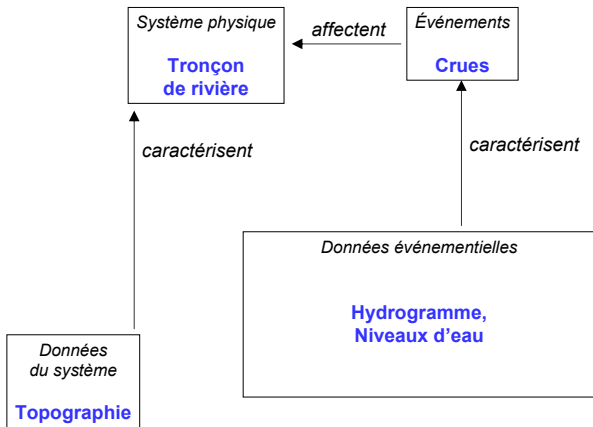 Système physique
Tronçon
de rivière
affectent
Événements
Crues
caractérisent
caractérisent
Données événementielles
Hydrogramme,
Niveaux d'eau
Données
du système
Topographie